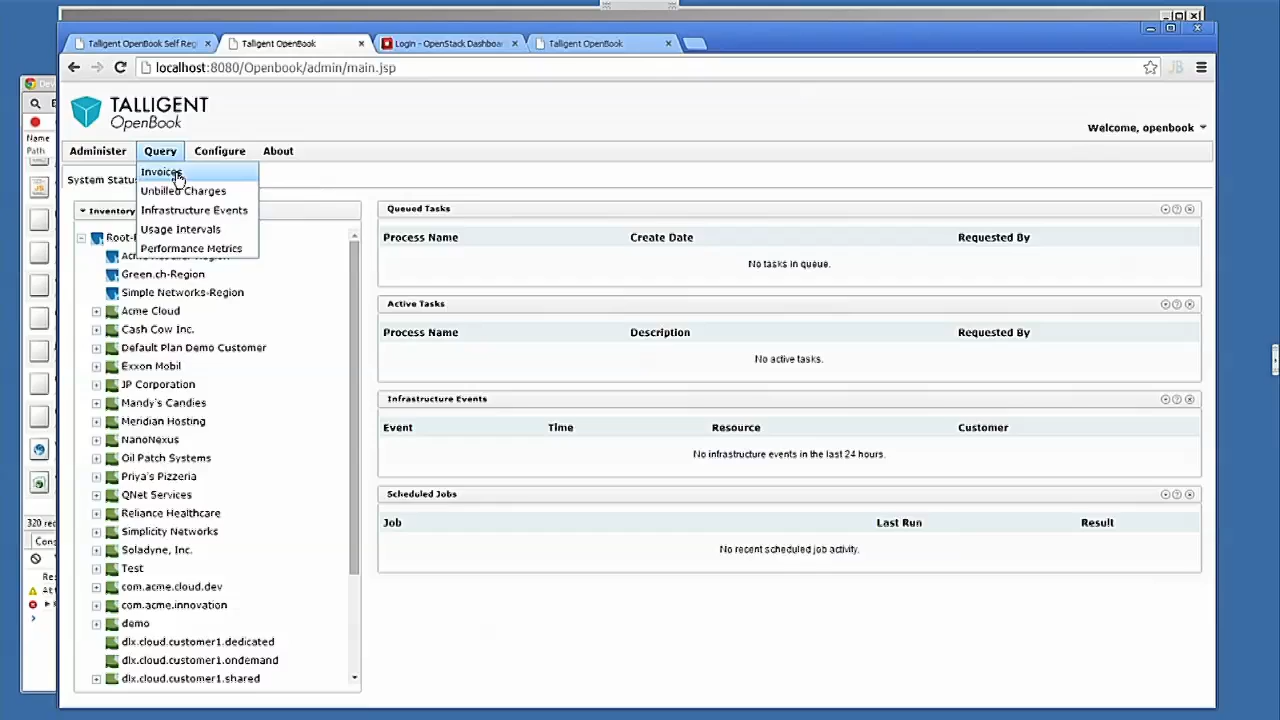 Talligent OpenBook Self Reg
Talligent OpenBook
Login - OpenStack Dashboa
Talligent OpenBook
localhost:8080/Openbook/admin/main.jsp
TALLIGENT
OpenBook
Welcome, openbook
Administer
Query
Configure
About
Invoices
System Status
Unbilled Charges
Infrastructure Events
Usage Intervals
Performance Metrics
Inventory
Green.ch-Region
Simple Networks-Region
Acme Cloud
Cash Cow Inc.
Default Plan Demo Customer
Exxon Mobil
JP Corporation
Mandy's Candies
Meridian Hosting
NanoNexus
Oil Patch Systems
Priya's Pizzeria
QNet Services
Reliance Healthcare
Simplicity Networks
Soladyne, Inc.
Test
com.acme.cloud.dev
com.acme.innovation
demo
dlx.cloud.customer1.dedicated
dlx.cloud.customer1.ondemand
dlx.cloud.customer1.shared
Queued Tasks
Process Name Create Date Requested By
No tasks in queue.
Active Tasks
Process Name Description Requested By
No active tasks.
Infrastructure Events
Event Time Resource Customer
No infrastructure events in the last 24 hours.
Scheduled Jobs
Job Last Run Result
No recent scheduled job activity.
Name
Path